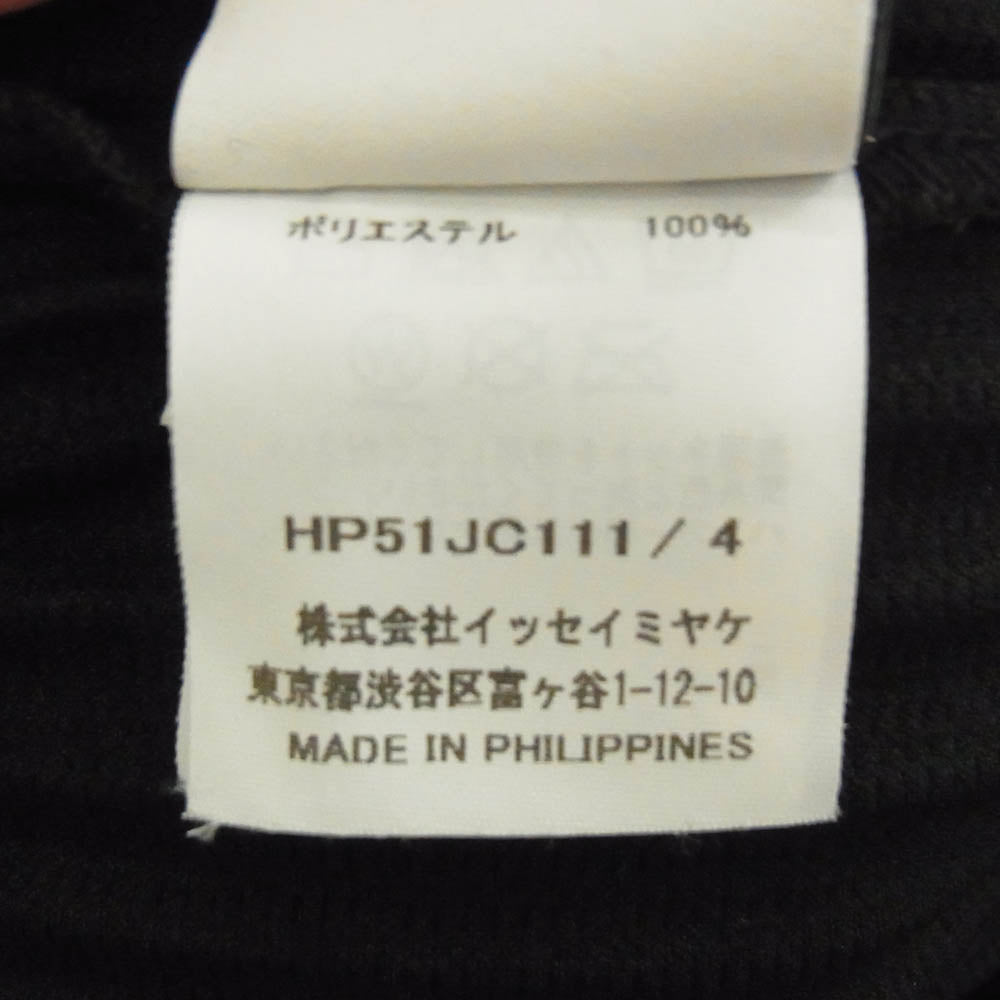 ポリエステル 100%
HP51JC111 / 4
株式会社イッセイミヤケ
東京都渋谷区富ヶ谷1-12-10
MADE IN PHILIPPINES